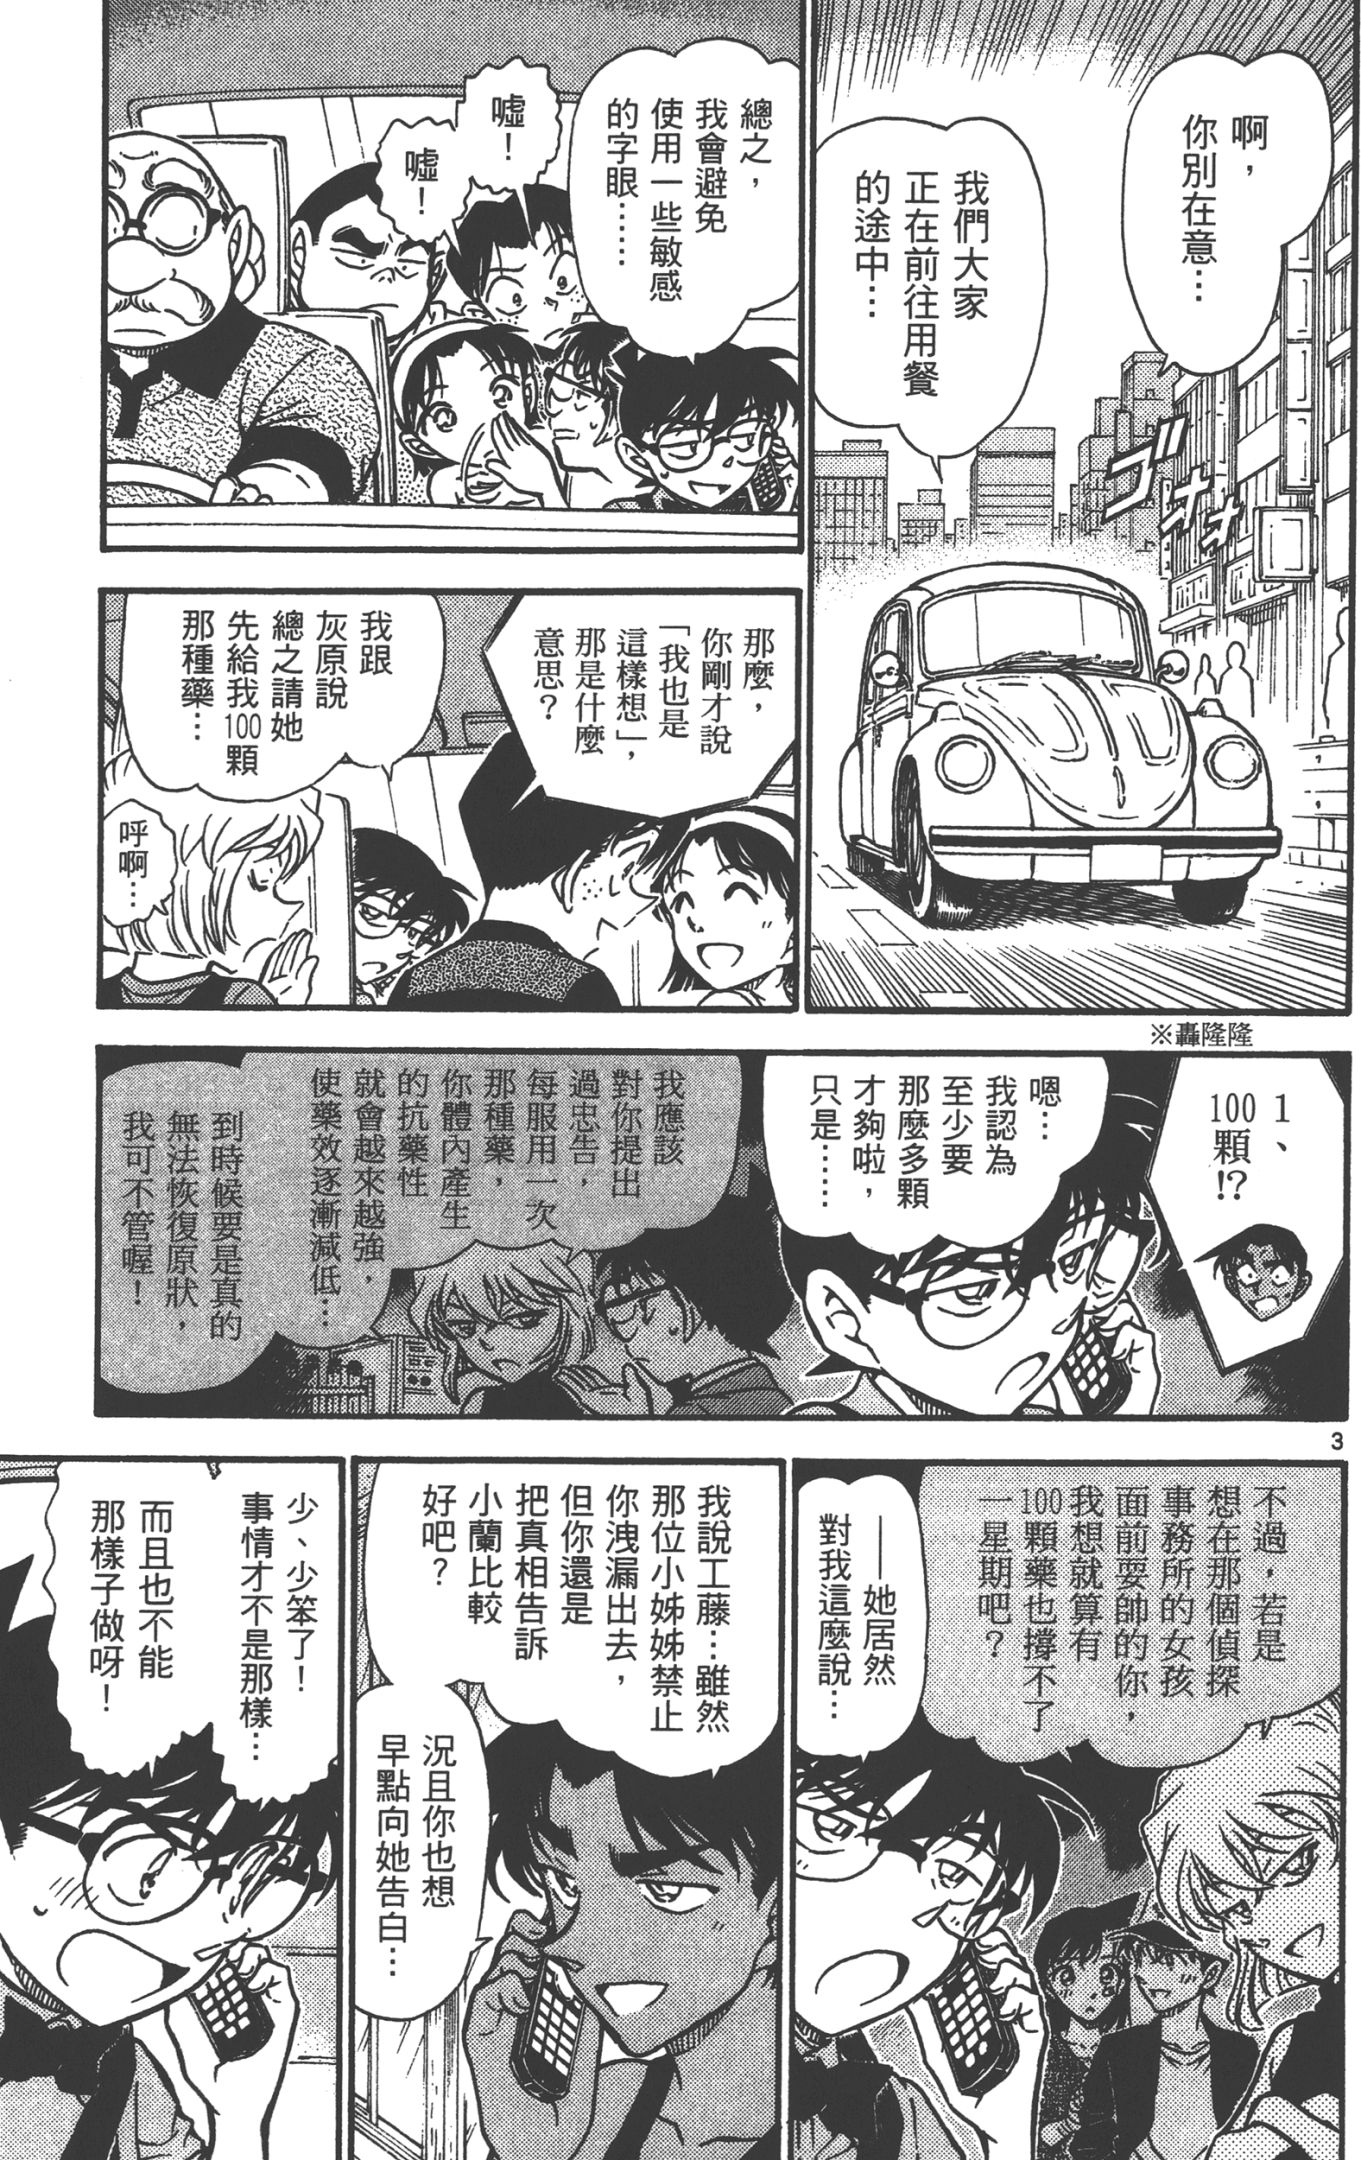 啊，
你別在意…
我們大家
正在前往用餐
的途中…
ブオオ
※轟隆隆
總之，
我會避免
使用一些敏感
的字眼……
噓！
噓！
那麼，
你剛才說
「我也是
這樣想」，
那是什麼
意思？
我跟
灰原說
總之請她
先給我100顆
那種藥…
呼啊…
1、
100
顆!?
嗯…
我認為
至少要
那麼多顆
才夠啦，
只是……
我應該
對你提出
過忠告，
每服用一次
那種藥，
你體內產生
的抗藥性
就會越來越強，
使藥效逐漸減低…
到時候要是真的
無法恢復原狀，
我可不管喔！
3
不過，若是
想在那個偵探
事務所的女孩
面前耍帥的你，
我想就算有
100顆藥也撐不了
一星期吧？
——她居然
對我這麼說…
我說工藤…雖然
那位小姊姊禁止
你洩漏出去，
但你還是
把真相告訴
小蘭比較
好吧？
況且你也想
早點向她告白…
少、少笨了！
事情才不是那樣…
而且也不能
那樣子做呀！